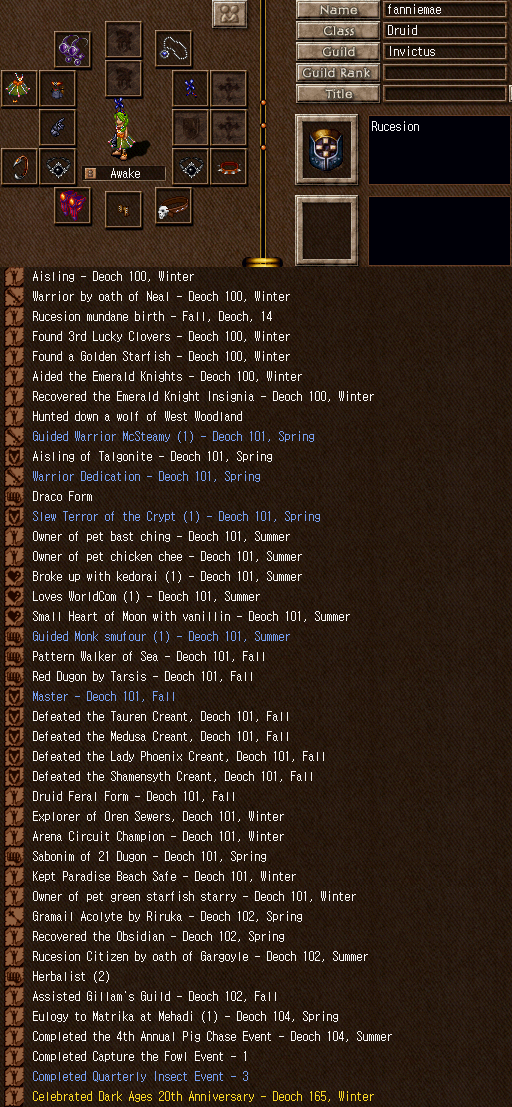 Name
fanniemae
Class
Druid
Guild
Invictus
Guild Rank
Title
Rucesion
Awake
Aisling - Deoch 100, Winter
Warrior by oath of Neal - Deoch 100, Winter
Rucesion mundane birth - Fall, Deoch, 14
Found 3rd Lucky Clovers - Deoch 100, Winter
Found a Golden Starfish - Deoch 100, Winter
Aided the Emerald Knights - Deoch 100, Winter
Recovered the Emerald Knight Insignia - Deoch 100, Winter
Hunted down a wolf of West Woodland
Guided Warrior McSteamy (1) - Deoch 101, Spring
Aisling of Talgonite - Deoch 101, Spring
Warrior Dedication - Deoch 101, Spring
Draco Form
Slew Terror of the Crypt (1) - Deoch 101, Spring
Owner of pet bast ching - Deoch 101, Summer
Owner of pet chicken chee - Deoch 101, Summer
Broke up with kedorai (1) - Deoch 101, Summer
Loves WorldCom (1) - Deoch 101, Summer
Small Heart of Moon with vanillin - Deoch 101, Summer
Guided Monk smufour (1) - Deoch 101, Summer
Pattern Walker of Sea - Deoch 101, Fall
Red Dugon by Tarsis - Deoch 101, Fall
Master - Deoch 101, Fall
Defeated the Tauren Creant, Deoch 101, Fall
Defeated the Medusa Creant, Deoch 101, Fall
Defeated the Lady Phoenix Creant, Deoch 101, Fall
Defeated the Shamensyth Creant, Deoch 101, Fall
Druid Feral Form - Deoch 101, Fall
Explorer of Oren Sewers, Deoch 101, Winter
Arena Circuit Champion - Deoch 101, Winter
Sabonim of 21 Dugon - Deoch 101, Spring
Kept Paradise Beach Safe - Deoch 101, Winter
Owner of pet green starfish starry - Deoch 101, Winter
Gramail Acolyte by Riruka - Deoch 102, Spring
Recovered the Obsidian - Deoch 102, Spring
Rucesion Citizen by oath of Gargoyle - Deoch 102, Summer
Herbalist (2)
Assisted Gillam's Guild - Deoch 102, Fall
Eulogy to Matrika at Mehadi (1) - Deoch 104, Spring
Completed the 4th Annual Pig Chase Event - Deoch 104, Summer
Completed Capture the Fowl Event - 1
Completed Quarterly Insect Event - 3
Celebrated Dark Ages 20th Anniversary - Deoch 165, Winter